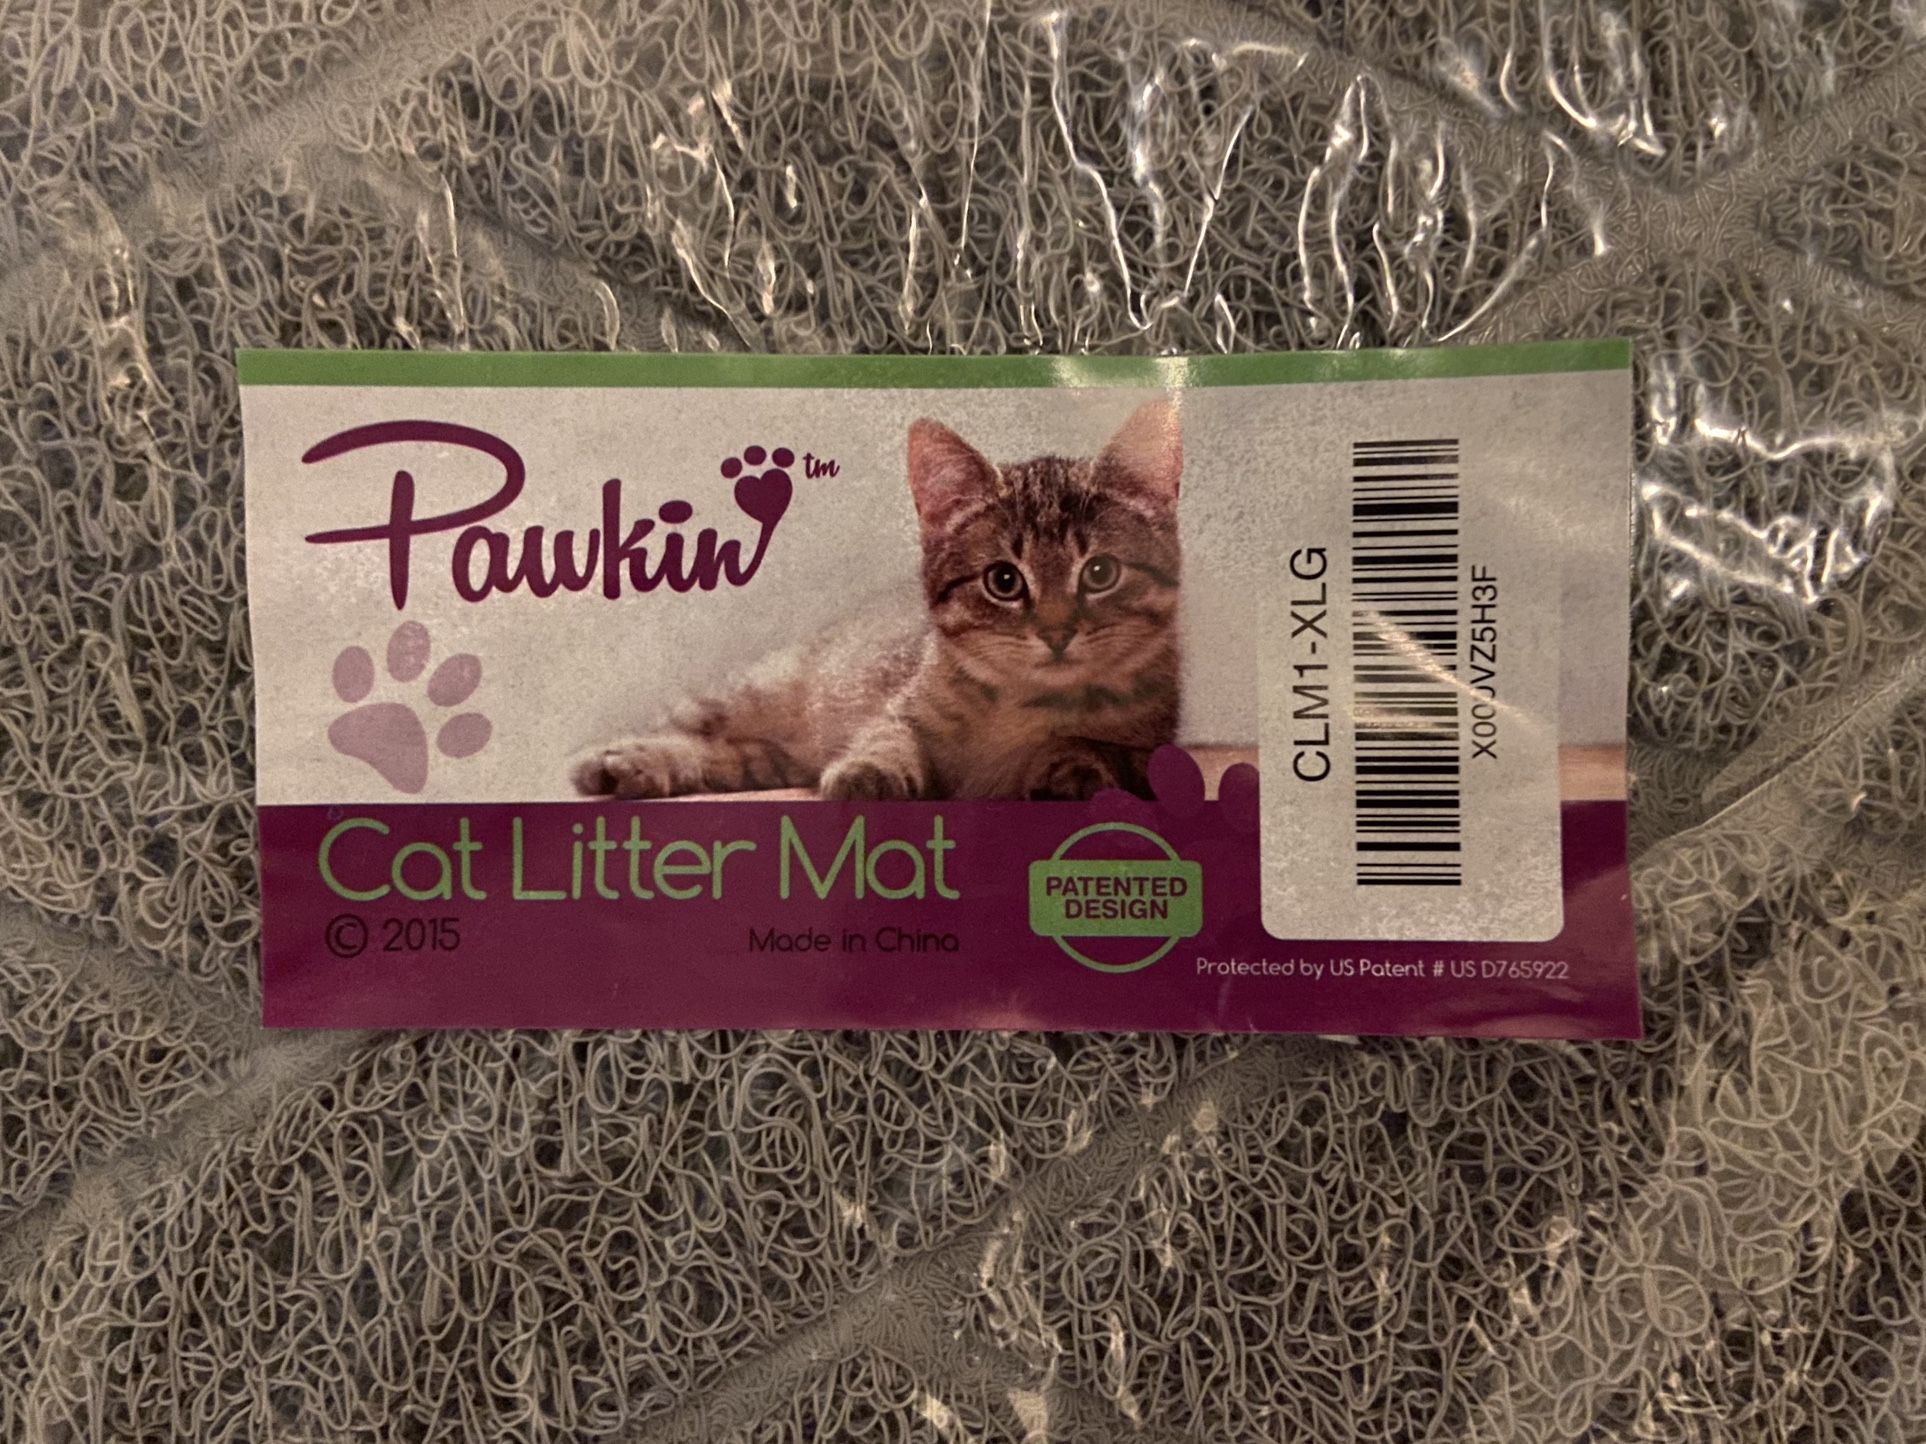 Pawkin tm
Cat Litter Mat
© 2015
Made in China
PATENTED
DESIGN
CLM1-XLG
Protected by US Patent # US D765922